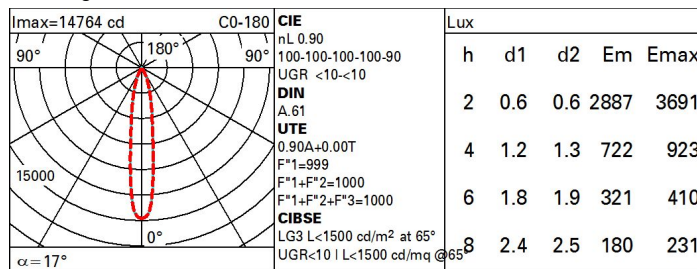 Imax=14764 cd C0-180
90° 180° 90°
15000
0°
α=17°
CIE
nL 0.90
100-100-100-100-90
UGR <10-<10
DIN
A.61
UTE
0.90A+0.00T
F"1=999
F"1+F"2=1000
F"1+F"2+F"3=1000
CIBSE
LG3 L<1500 cd/m² at 65°
UGR<10 | L<1500 cd/mq @65°
Lux
h d1 d2 Em Emax
2 0.6 0.6 2887 3691
4 1.2 1.3 722 923
6 1.8 1.9 321 410
8 2.4 2.5 180 231